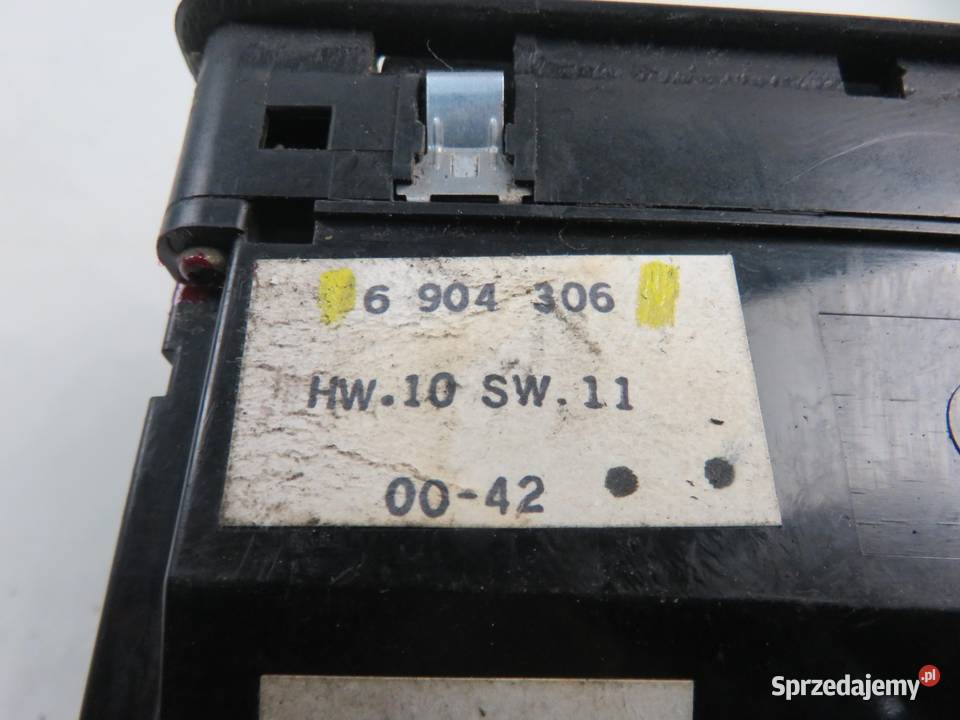 6 904 306
HW.10 SW.11
00-42
Sprzedajemy.pl